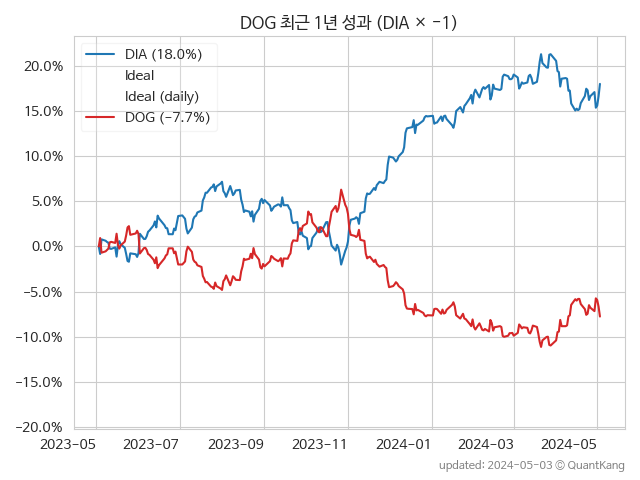 DOG 최근 1년 성과 (DIA × −1)
DIA (18.0%)
Ideal
Ideal (daily)
DOG (−7.7%)
20.0%
15.0%
10.0%
5.0%
0.0%
−5.0%
−10.0%
−15.0%
−20.0%
2023-05 2023-07 2023-09 2023-11 2024-01 2024-03 2024-05
updated: 2024-05-03 ⓒ QuantKang